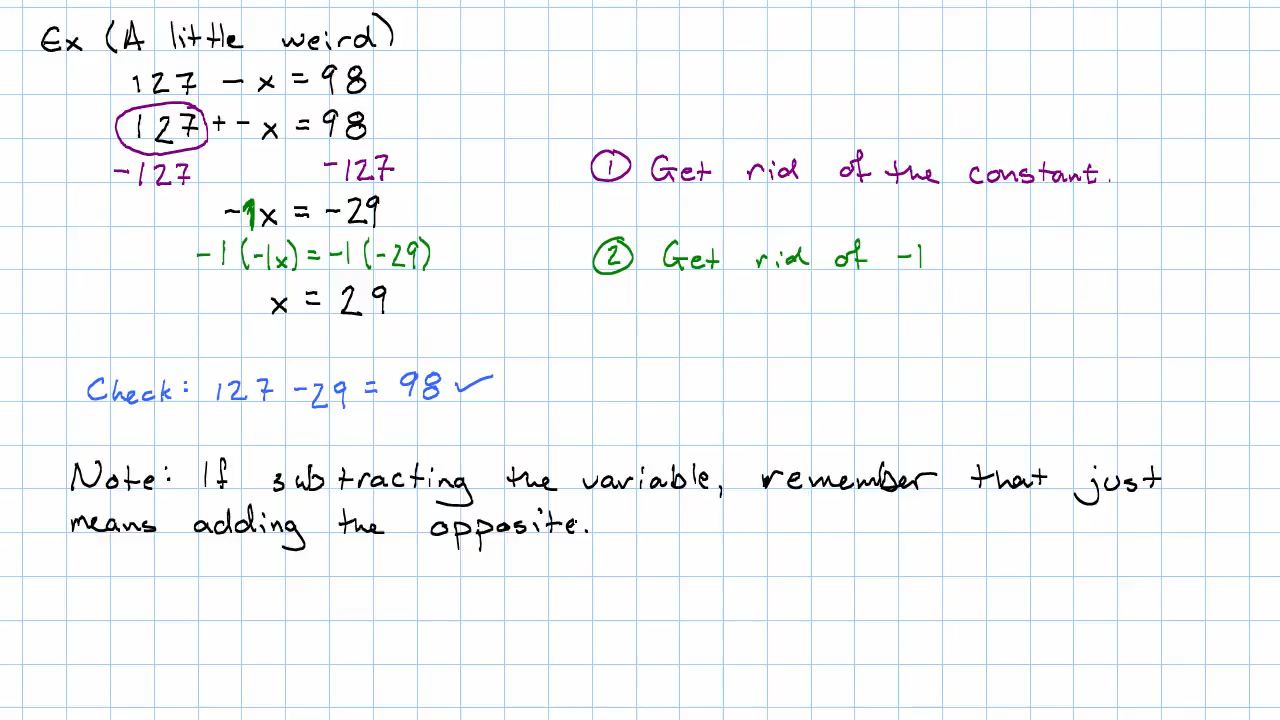 Ex (A little weird)
127 - x = 98
127 + - x = 98
-127 -127 ① Get rid of the constant.
-1x = -29
-1(-1x) = -1(-29) ② Get rid of -1
x = 29
Check: 127 - 29 = 98 ✓
Note: If subtracting the variable, remember that just
means adding the opposite.